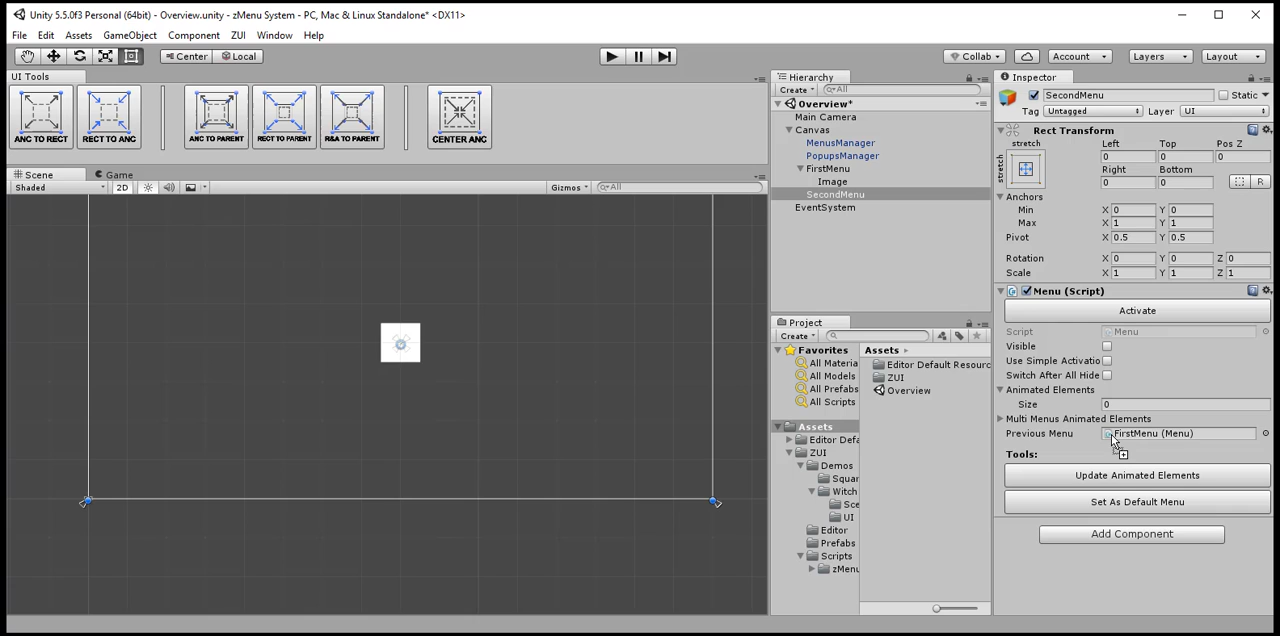 Unity 5.5.0f3 Personal (64bit) - Overview.unity - zMenu System - PC, Mac & Linux Standalone* <DX11>
File Edit Assets GameObject Component ZUI Window Help
Center Local Collab Account Layers Layout
UI Tools
ANC TO RECT RECT TO ANC ANC TO PARENT RECT TO PARENT R&A TO PARENT CENTER ANC
Scene Game
Shaded 2D Gizmos All
Hierarchy
Create All
Overview*
Main Camera
Canvas
MenusManager
PopupsManager
FirstMenu
Image
SecondMenu
EventSystem
Project
Create
Favorites
All Materia
All Models
All Prefabs
All Scripts
Assets
Editor Defa
ZUI
Demos
Squar
Witch
Sce
UI
Editor
Prefabs
Scripts
zMenu
Assets
Editor Default Resourc
ZUI
Overview
Inspector
SecondMenu Static
Tag Untagged Layer UI
Rect Transform
stretch Left Top Pos Z
stretch 0 0 0
Right Bottom
0 0 R
Anchors
Min X 0 Y 0
Max X 1 Y 1
Pivot X 0.5 Y 0.5
Rotation X 0 Y 0 Z 0
Scale X 1 Y 1 Z 1
Menu (Script)
Activate
Script Menu
Visible
Use Simple Activatio
Switch After All Hide
Animated Elements
Size 0
Multi Menus Animated Elements
Previous Menu FirstMenu (Menu)
Tools:
Update Animated Elements
Set As Default Menu
Add Component